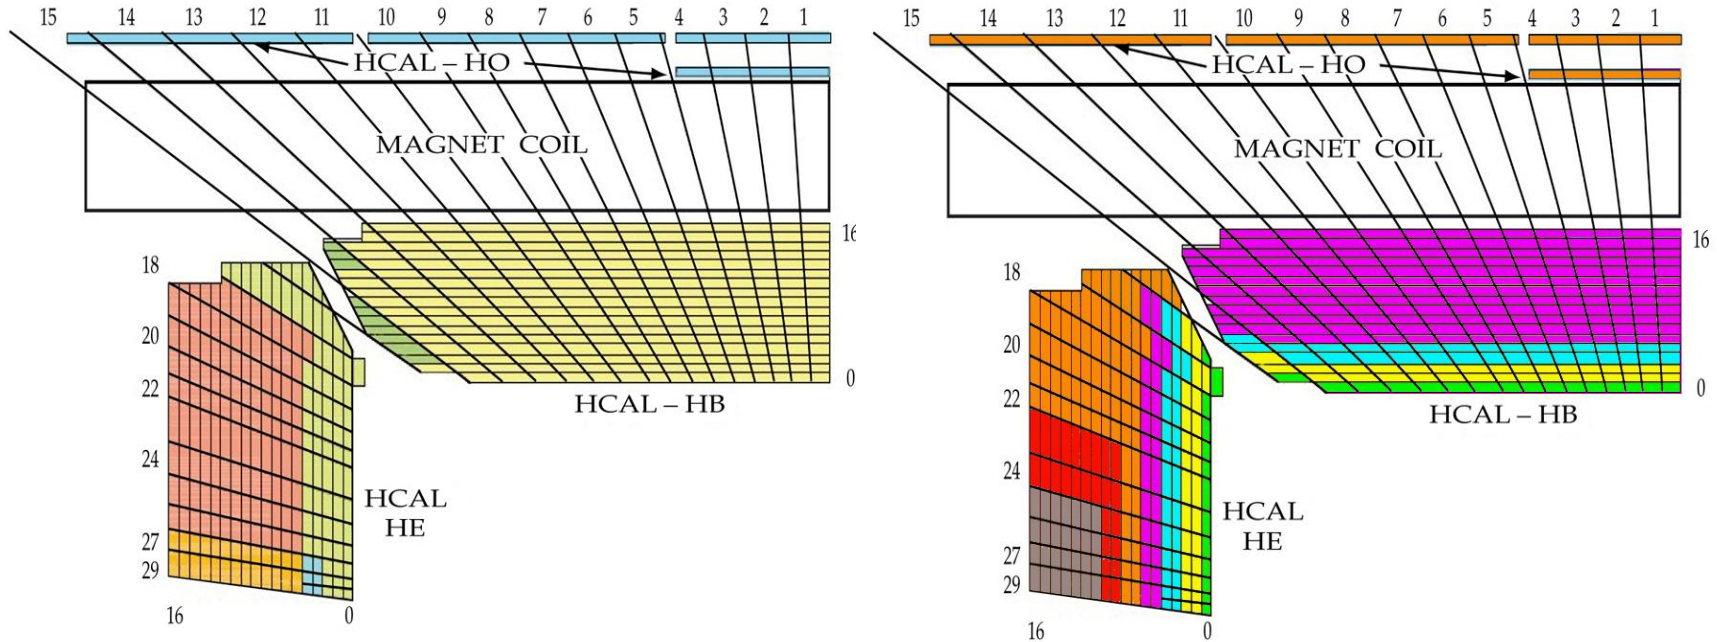 15 14 13 12 11 10 9 8 7 6 5 4 3 2 1
HCAL – HO
MAGNET COIL
16
18
20
0
22
HCAL – HB
24
HCAL
HE
27
29
16 0
15 14 13 12 11 10 9 8 7 6 5 4 3 2 1
HCAL – HO
MAGNET COIL
16
18
20
0
22
HCAL – HB
24
HCAL
HE
27
29
16 0